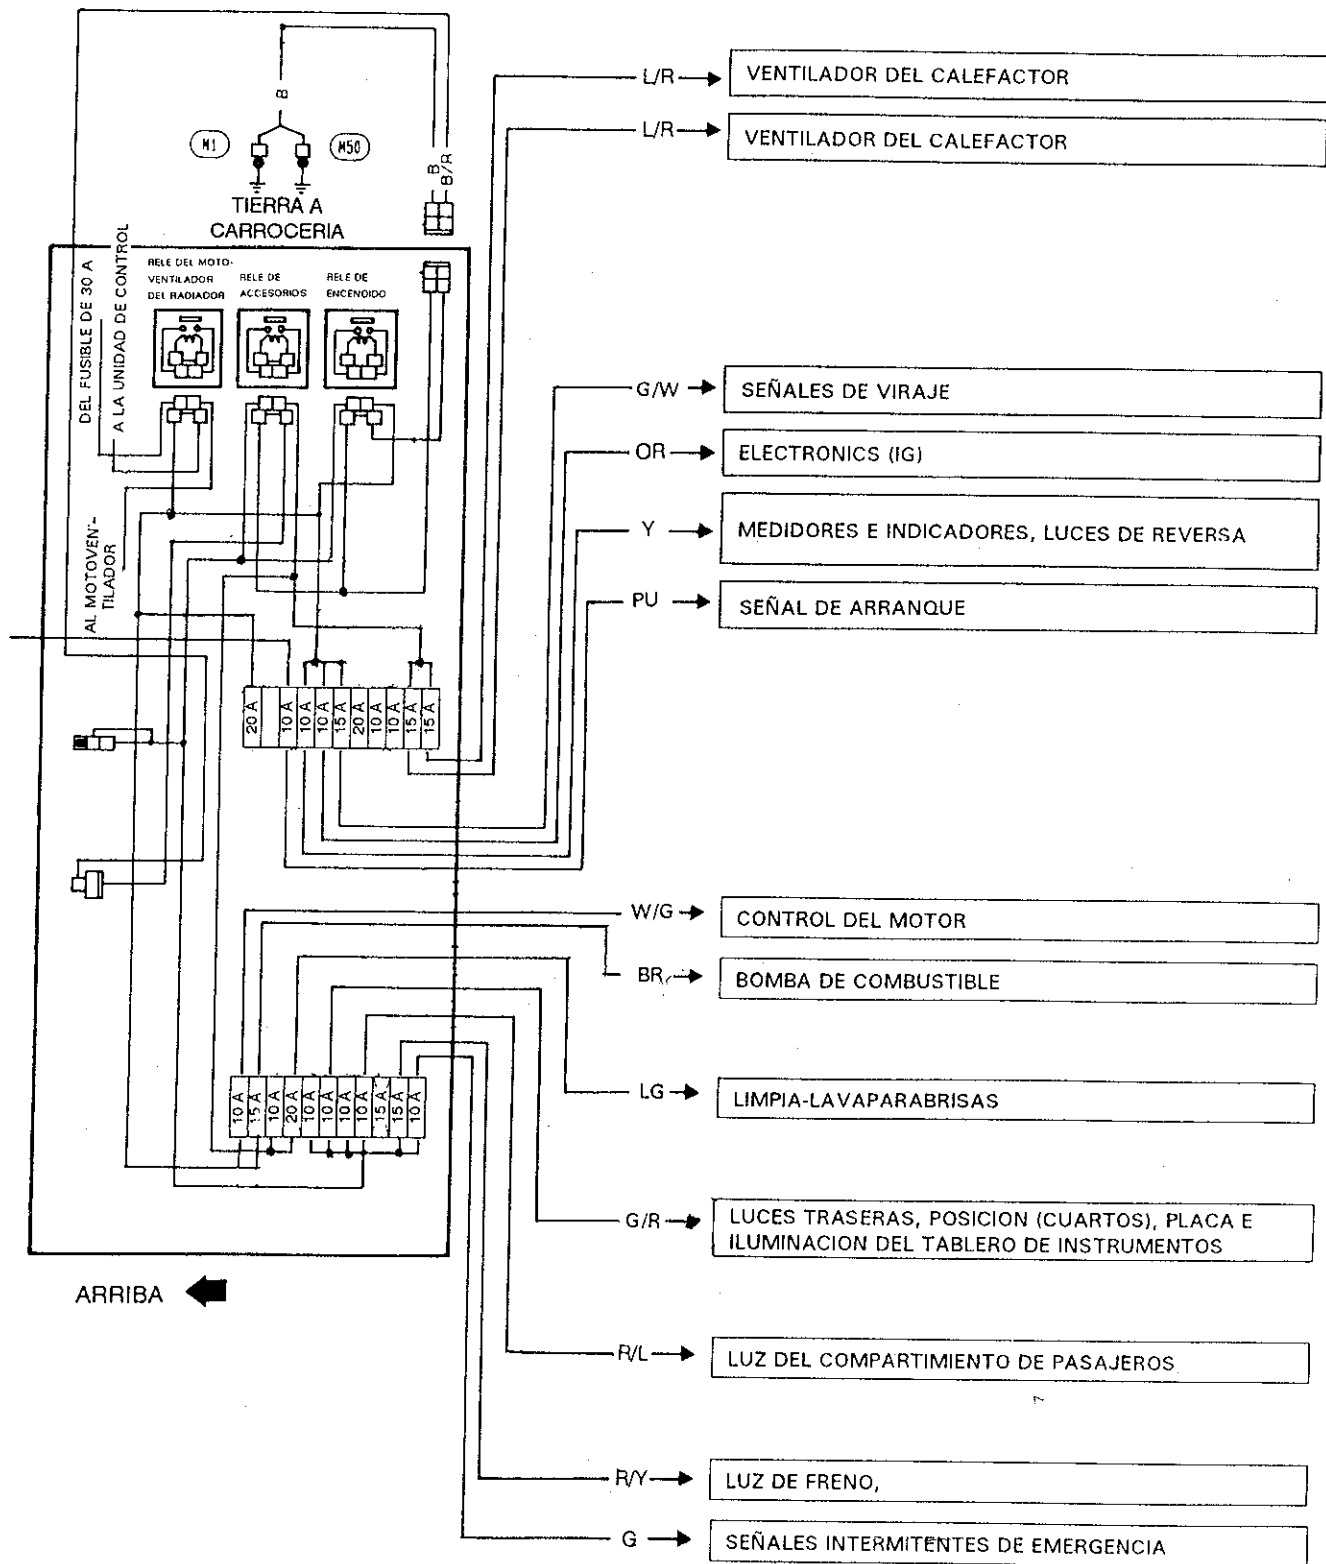 L/R
VENTILADOR DEL CALEFACTOR
L/R
VENTILADOR DEL CALEFACTOR
B
M1
M50
B
B/R
TIERRA A
CARROCERIA
DEL FUSIBLE DE 30 A
A LA UNIDAD DE CONTROL
RELE DEL MOTO-
VENTILADOR
DEL RADIADOR
RELE DE
ACCESORIOS
RELE DE
ENCENDIDO
G/W
SEÑALES DE VIRAJE
OR
ELECTRONICS (IG)
Y
MEDIDORES E INDICADORES, LUCES DE REVERSA
PU
SEÑAL DE ARRANQUE
AL MOTOVEN-
TILADOR
20 A
10 A
10 A
10 A
15 A
20 A
10 A
10 A
15 A
15 A
W/G
CONTROL DEL MOTOR
BR
BOMBA DE COMBUSTIBLE
10 A
15 A
10 A
20 A
10 A
10 A
10 A
10 A
15 A
15 A
10 A
LG
LIMPIA-LAVAPARABRISAS
G/R
LUCES TRASERAS, POSICION (CUARTOS), PLACA E
ILUMINACION DEL TABLERO DE INSTRUMENTOS
ARRIBA
R/L
LUZ DEL COMPARTIMIENTO DE PASAJEROS
R/Y
LUZ DE FRENO,
G
SEÑALES INTERMITENTES DE EMERGENCIA